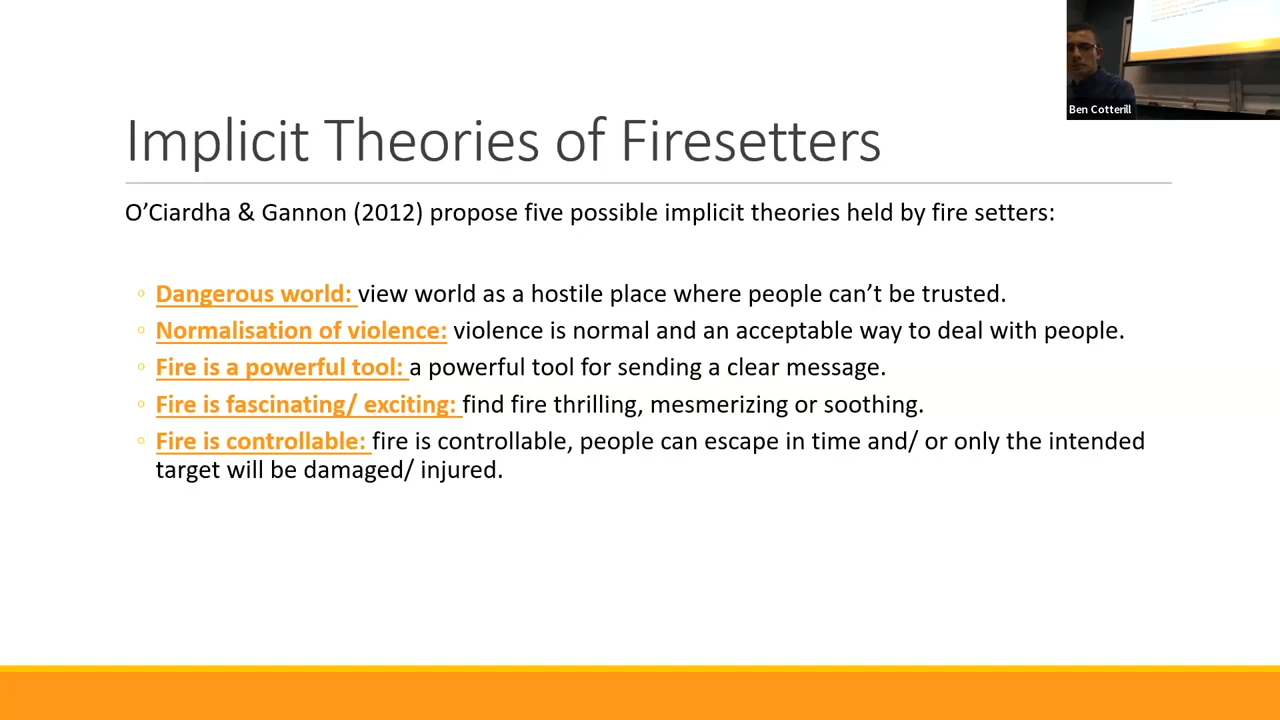 Ben Cotterill
Implicit Theories of Firesetters
O’Ciardha & Gannon (2012) propose five possible implicit theories held by fire setters:
◦ Dangerous world: view world as a hostile place where people can’t be trusted.
◦ Normalisation of violence: violence is normal and an acceptable way to deal with people.
◦ Fire is a powerful tool: a powerful tool for sending a clear message.
◦ Fire is fascinating/ exciting: find fire thrilling, mesmerizing or soothing.
◦ Fire is controllable: fire is controllable, people can escape in time and/ or only the intended
target will be damaged/ injured.